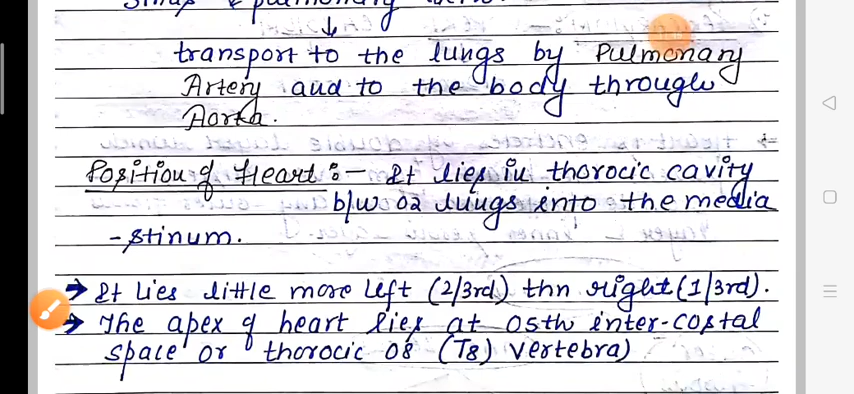 transport to the lungs by Pulmonary
Artery and to the body through
Aorta.
Position of Heart :- It lies in thorocic cavity
b/w 02 lungs into the media
-stinum.
→ It Lies little more left (2/3rd) thn right (1/3rd).
→ The apex of heart lies at 05th inter-costal
space or thorocic 08 (T8) vertebra)